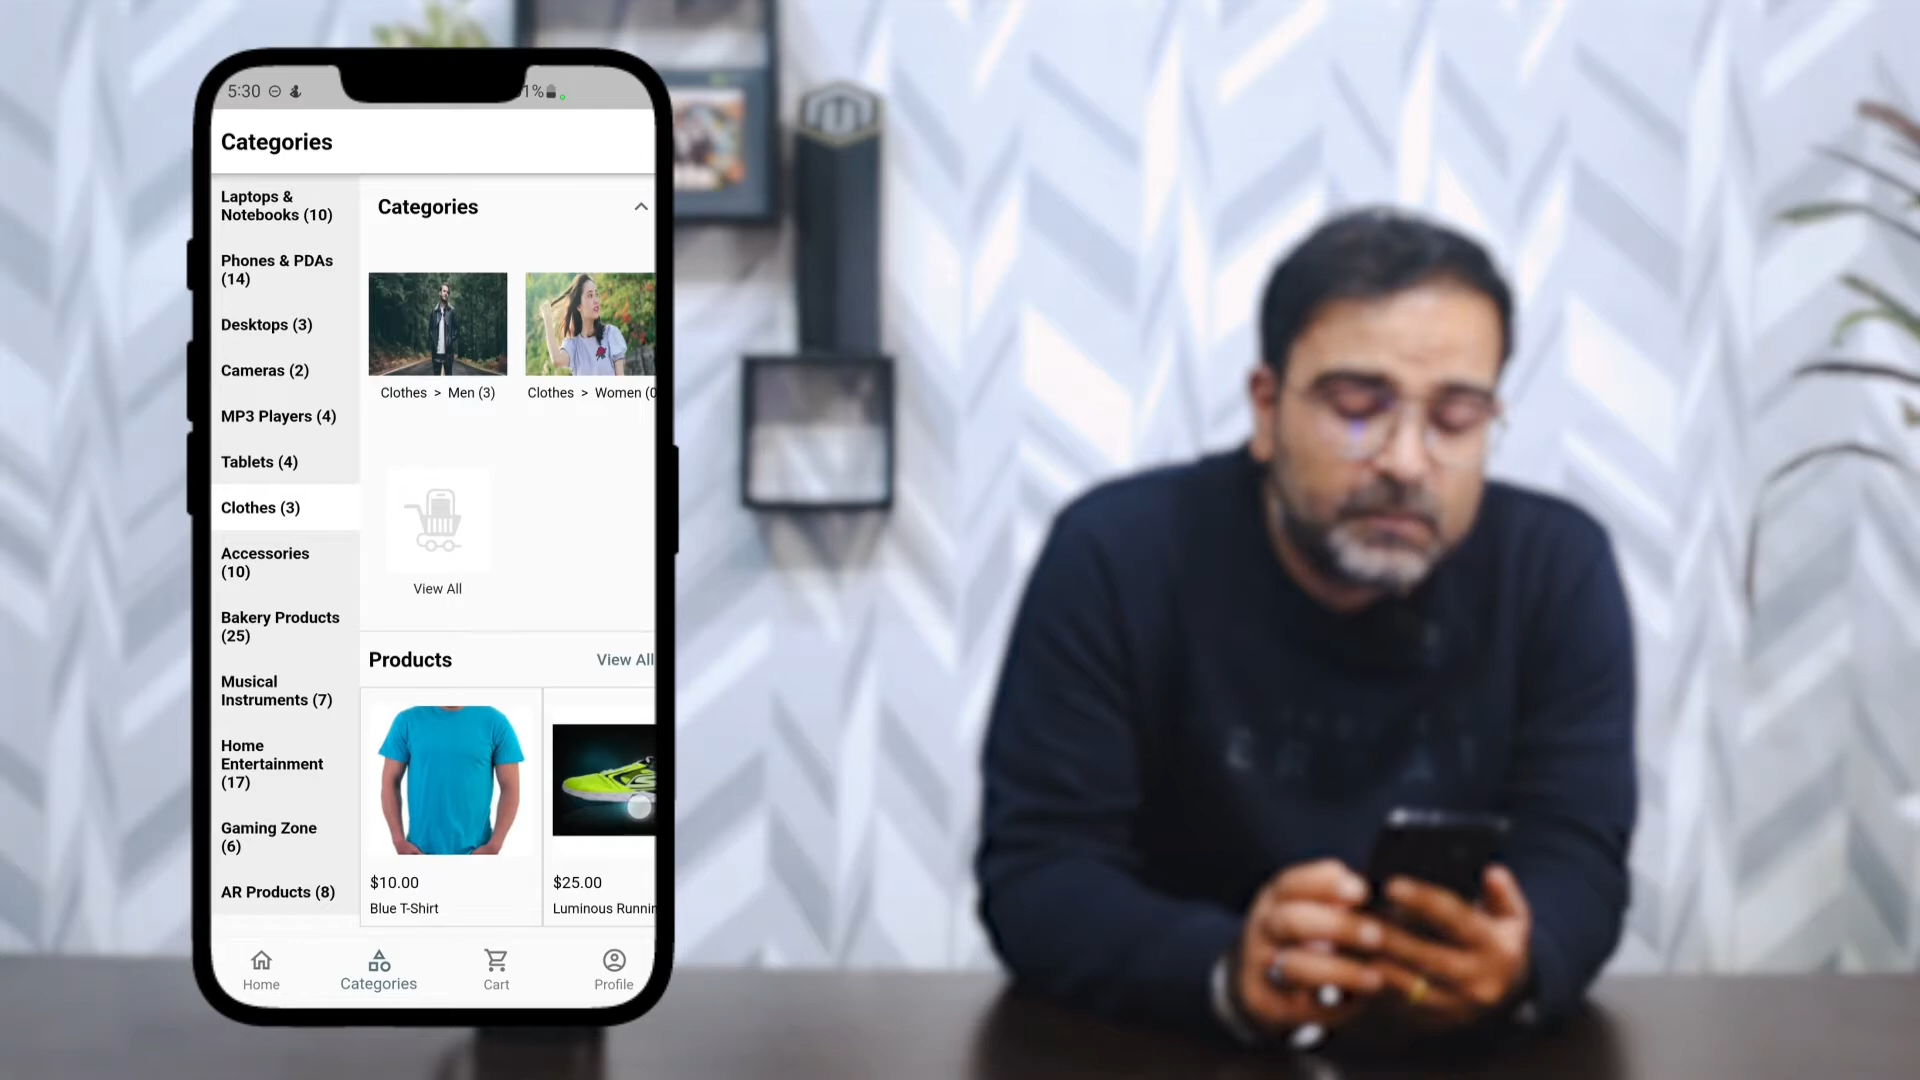 5:30
1%
Categories
Laptops &
Notebooks (10)
Phones & PDAs
(14)
Desktops (3)
Cameras (2)
MP3 Players (4)
Tablets (4)
Clothes (3)
Accessories
(10)
Bakery Products
(25)
Musical
Instruments (7)
Home
Entertainment
(17)
Gaming Zone
(6)
AR Products (8)
Categories
Clothes > Men (3)
Clothes > Women (0
View All
Products
View All
$10.00
Blue T-Shirt
$25.00
Luminous Runnin
Home
Categories
Cart
Profile